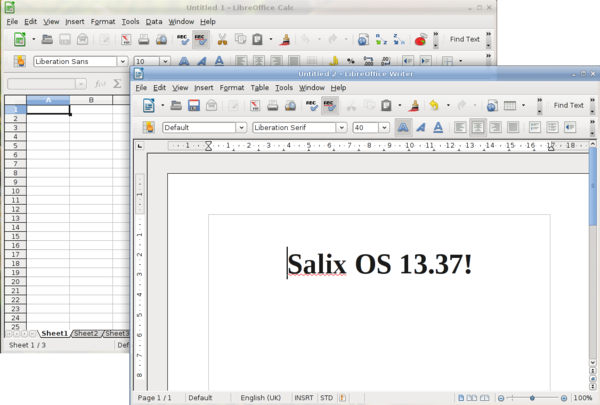 Untitled 1 - LibreOffice Calc
File Edit View Insert Format Tools Data Window Help
Find Text
Liberation Sans 10
A B
1
2
3
4
5
6
7
8
9
10
11
12
13
14
15
16
17
18
19
20
21
22
23
24
25
Sheet1 Sheet2 Sheet3
Sheet 1 / 3 Def
Untitled 2 - LibreOffice Writer
File Edit View Insert Format Table Tools Window Help
Find Text
Default Liberation Serif 40
1 1 2 3 4 5 6 7 8 9 10 11 12 13 14 15 16 17 18
Salix OS 13.37!
Page 1 / 1 Default English (UK) INSRT STD 100%